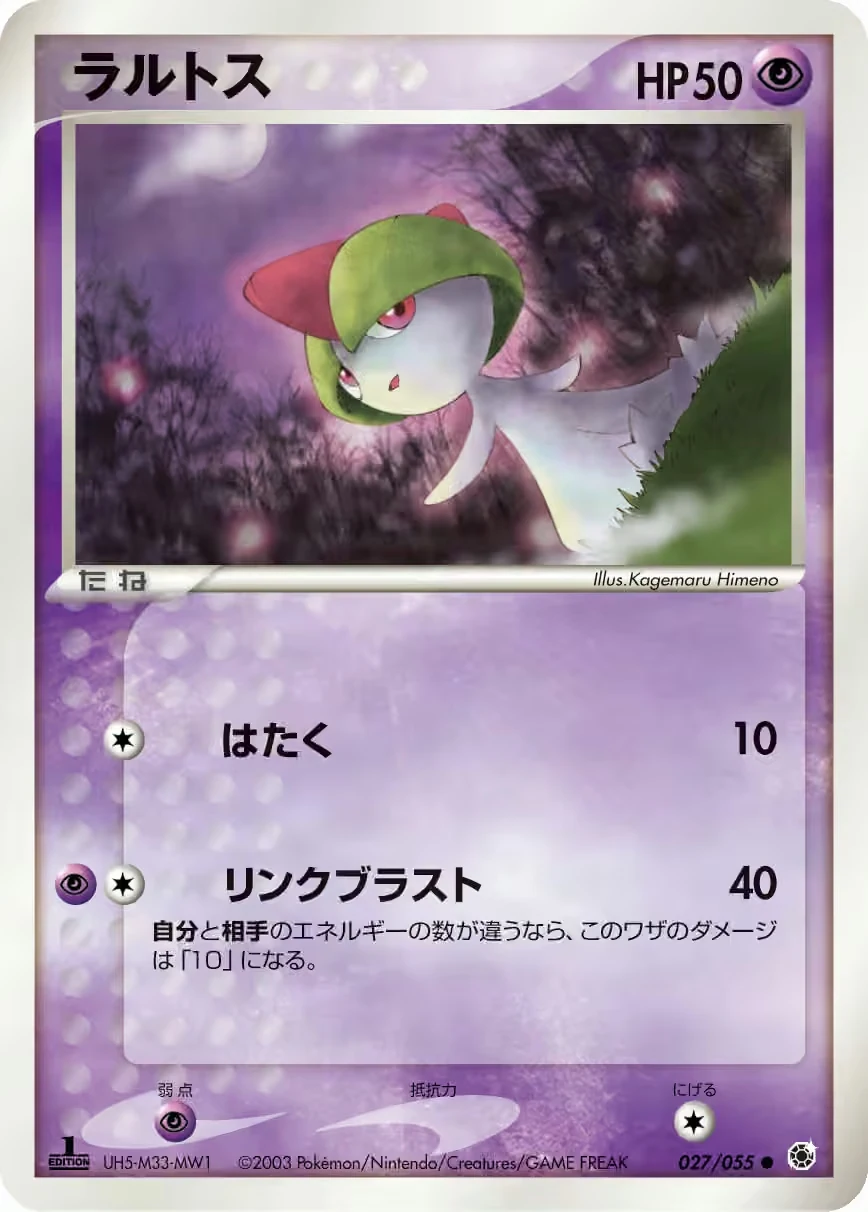 ラルトス HP50
たね
Illus.Kagemaru Himeno
はたく 10
リンクブラスト 40
自分と相手のエネルギーの数が違うなら、このワザのダメージ
は「10」になる。
弱点 抵抗力 にげる
1 EDITION UH5-M33-MW1 ©2003 Pokémon/Nintendo/Creatures/GAME FREAK 027/055